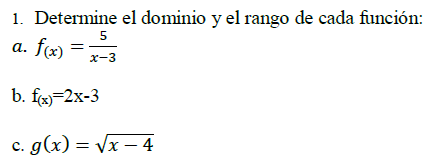 1. Determine el dominio y el rango de cada función:
a. f(x) = 5/(x−3)
b. f(x)=2x-3
c. g(x) = √(x − 4)